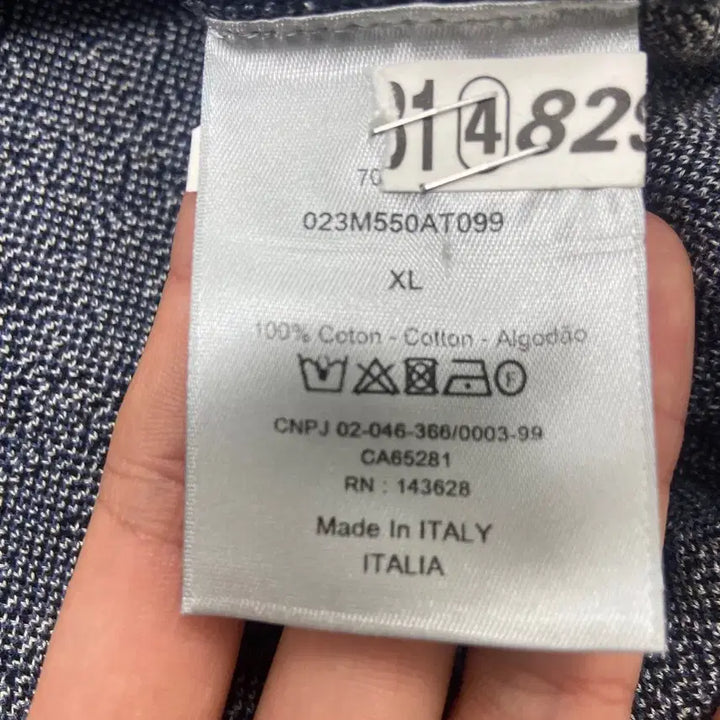 01 4 829
70
023M550AT099
XL
100% Coton - Cotton - Algodão
F
CNPJ 02-046-366/0003-99
CA65281
RN : 143628
Made In ITALY
ITALIA